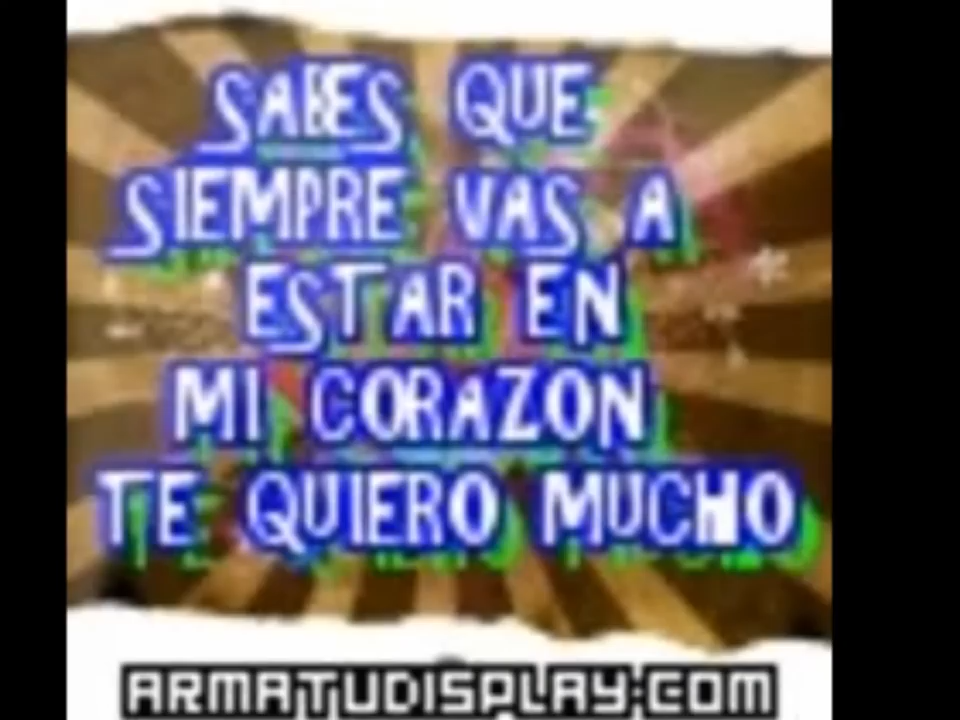 SABES QUE
SIEMPRE VAS A
ESTAR EN
MI CORAZON
TE QUIERO MUCHO
ARMATUDISPLAY.COM